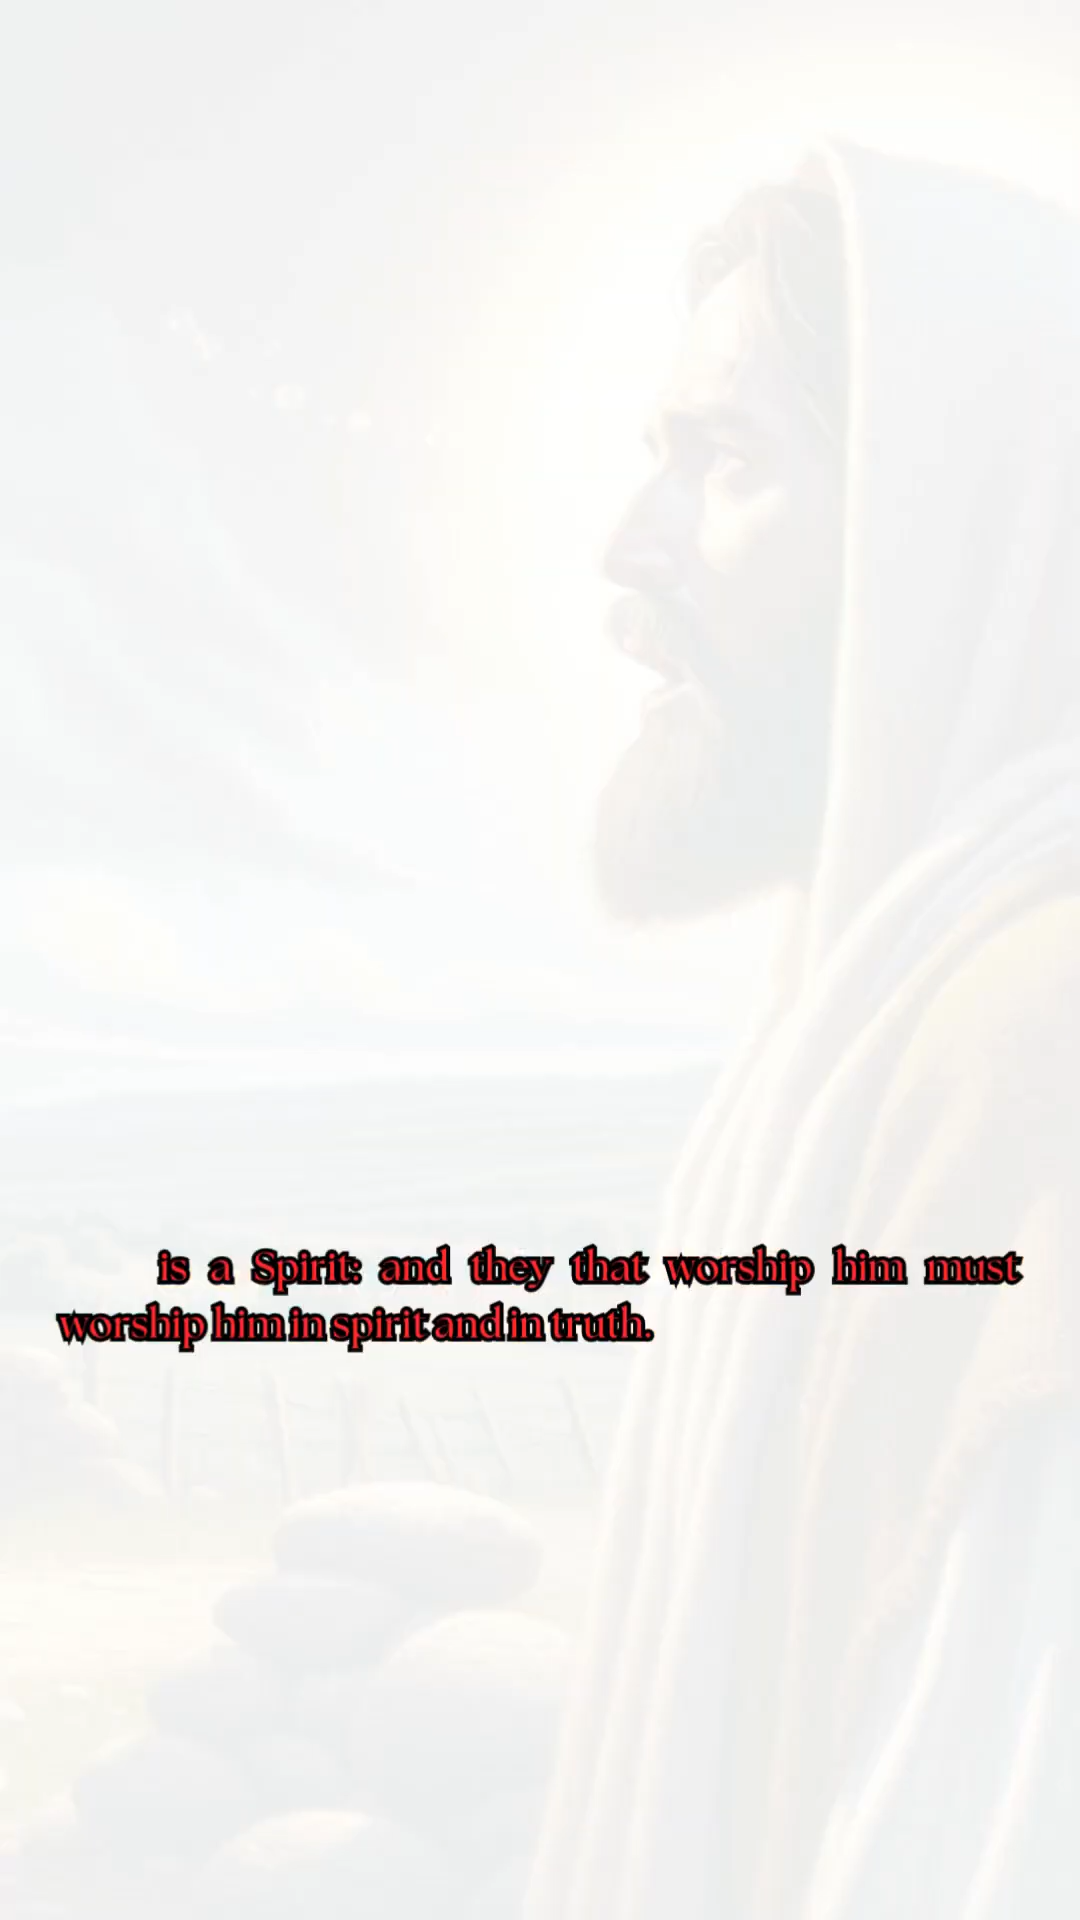 is a Spirit: and they that worship him must
worship him in spirit and in truth.